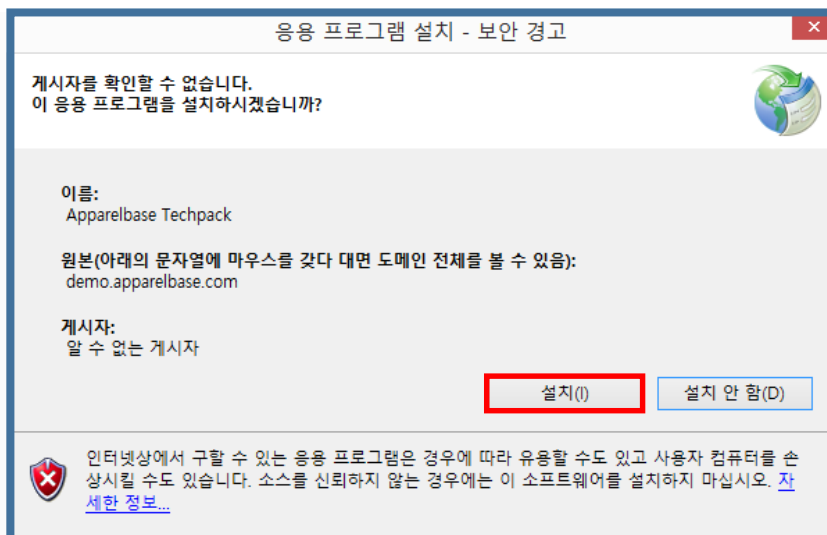 응용 프로그램 설치 - 보안 경고
게시자를 확인할 수 없습니다.
이 응용 프로그램을 설치하시겠습니까?
이름:
Apparelbase Techpack
원본(아래의 문자열에 마우스를 갖다 대면 도메인 전체를 볼 수 있음):
demo.apparelbase.com
게시자:
알 수 없는 게시자
설치(I) 설치 안 함(D)
인터넷상에서 구할 수 있는 응용 프로그램은 경우에 따라 유용할 수도 있고 사용자 컴퓨터를 손
상시킬 수도 있습니다. 소스를 신뢰하지 않는 경우에는 이 소프트웨어를 설치하지 마십시오. 자
세한 정보...